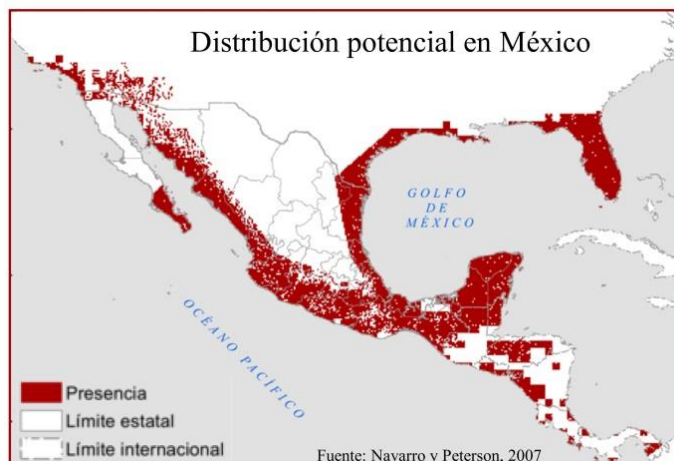 Distribución potencial en México
GOLFO
DE
MÉXICO
OCÉANO PACÍFICO
Presencia
Límite estatal
Límite internacional
Fuente: Navarro y Peterson, 2007